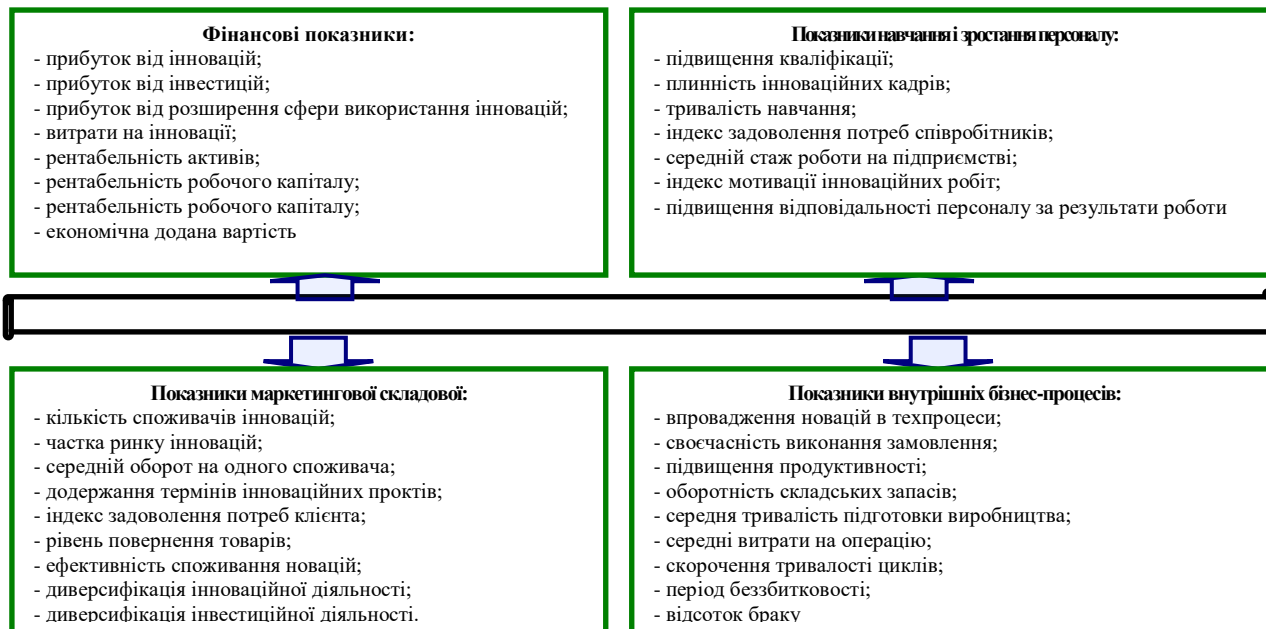 Фінансові показники:
- прибуток від інновацій;
- прибуток від інвестицій;
- прибуток від розширення сфери використання інновацій;
- витрати на інновації;
- рентабельність активів;
- рентабельність робочого капіталу;
- рентабельність робочого капіталу;
- економічна додана вартість
Показники навчання і зростання персоналу:
- підвищення кваліфікації;
- плинність інноваційних кадрів;
- тривалість навчання;
- індекс задоволення потреб співробітників;
- середній стаж роботи на підприємстві;
- індекс мотивації інноваційних робіт;
- підвищення відповідальності персоналу за результати роботи
Показники маркетингової складової:
- кількість споживачів інновацій;
- частка ринку інновацій;
- середній оборот на одного споживача;
- додержання термінів інноваційних проктів;
- індекс задоволення потреб клієнта;
- рівень повернення товарів;
- ефективність споживання новацій;
- диверсифікація інноваційної діяльності;
- диверсифікація інвестиційної діяльності.
Показники внутрішніх бізнес-процесів:
- впровадження новацій в техпроцеси;
- своєчасність виконання замовлення;
- підвищення продуктивності;
- оборотність складських запасів;
- середня тривалість підготовки виробництва;
- середні витрати на операцію;
- скорочення тривалості циклів;
- період беззбитковості;
- відсоток браку